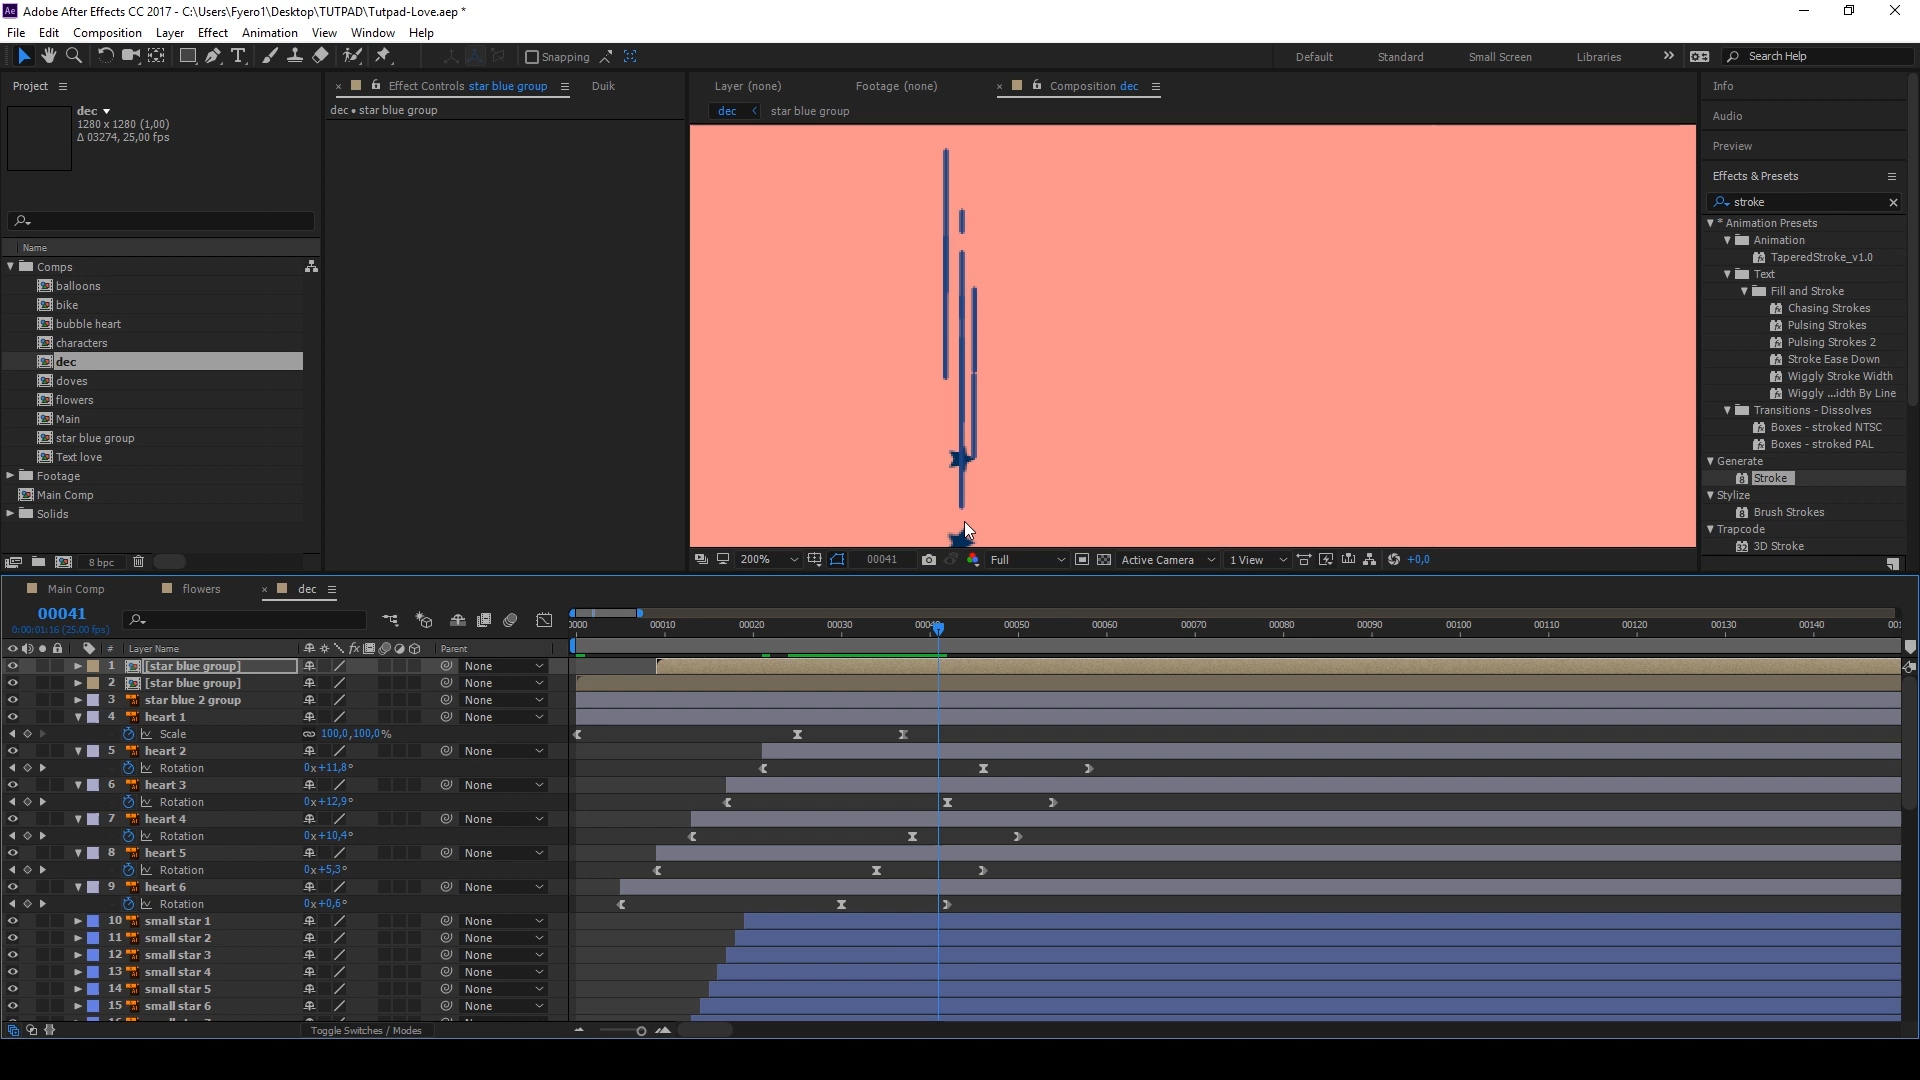 Adobe After Effects CC 2017 - C:\Users\Fyero1\Desktop\TUTPAD\Tutpad-Love.aep *
File Edit Composition Layer Effect Animation View Window Help
Snapping Default Standard Small Screen Libraries Search Help
Project Effect Controls star blue group Duik Layer (none) Footage (none) Composition dec Info
dec
1280 x 1280 (1,00)
Δ 03274, 25,00 fps
dec • star blue group
dec star blue group
Audio
Preview
Effects & Presets
stroke
* Animation Presets
Animation
TaperedStroke_v1.0
Text
Fill and Stroke
Chasing Strokes
Pulsing Strokes
Pulsing Strokes 2
Stroke Ease Down
Wiggly Stroke Width
Wiggly ...idth By Line
Transitions - Dissolves
Boxes - stroked NTSC
Boxes - stroked PAL
Generate
Stroke
Stylize
Brush Strokes
Trapcode
3D Stroke
Name
Comps
balloons
bike
bubble heart
characters
dec
doves
flowers
Main
star blue group
Text love
Footage
Main Comp
Solids
8 bpc
200% 00041 Full Active Camera 1 View +0,0
Main Comp flowers dec
00041
0:00:01:16 (25.00 fps)
00010 00020 00030 00050 00060 00070 00080 00090 00100 00110 00120 00130 00140
# Layer Name Parent
1 [star blue group] None
2 [star blue group] None
3 star blue 2 group None
4 heart 1 None
Scale 100,0,100,0%
5 heart 2 None
Rotation 0x+11,8°
6 heart 3 None
Rotation 0x+12,9°
7 heart 4 None
Rotation 0x+10,4°
8 heart 5 None
Rotation 0x+5,3°
9 heart 6 None
Rotation 0x+0,6°
10 small star 1 None
11 small star 2 None
12 small star 3 None
13 small star 4 None
14 small star 5 None
15 small star 6 None
Toggle Switches / Modes